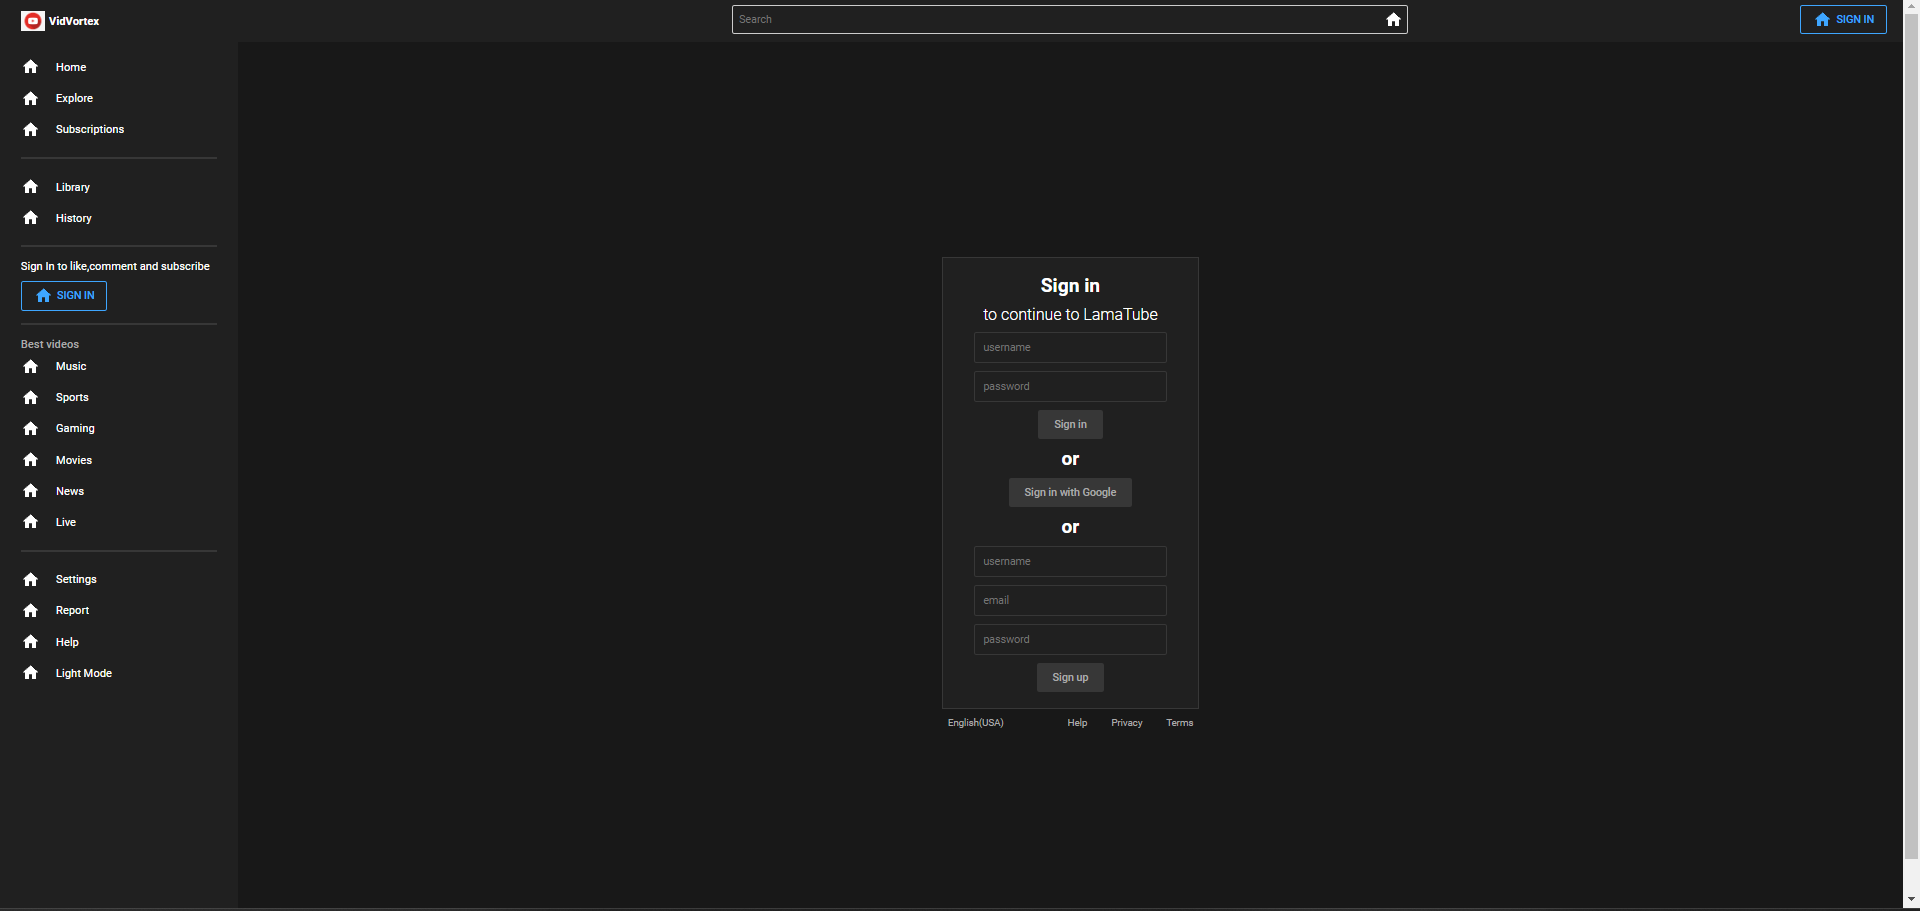 VidVortex
Search
SIGN IN
Home
Explore
Subscriptions
Library
History
Sign In to like,comment and subscribe
SIGN IN
Best videos
Music
Sports
Gaming
Movies
News
Live
Settings
Report
Help
Light Mode
Sign in
to continue to LamaTube
username
password
Sign in
or
Sign in with Google
or
username
email
password
Sign up
English(USA) Help Privacy Terms